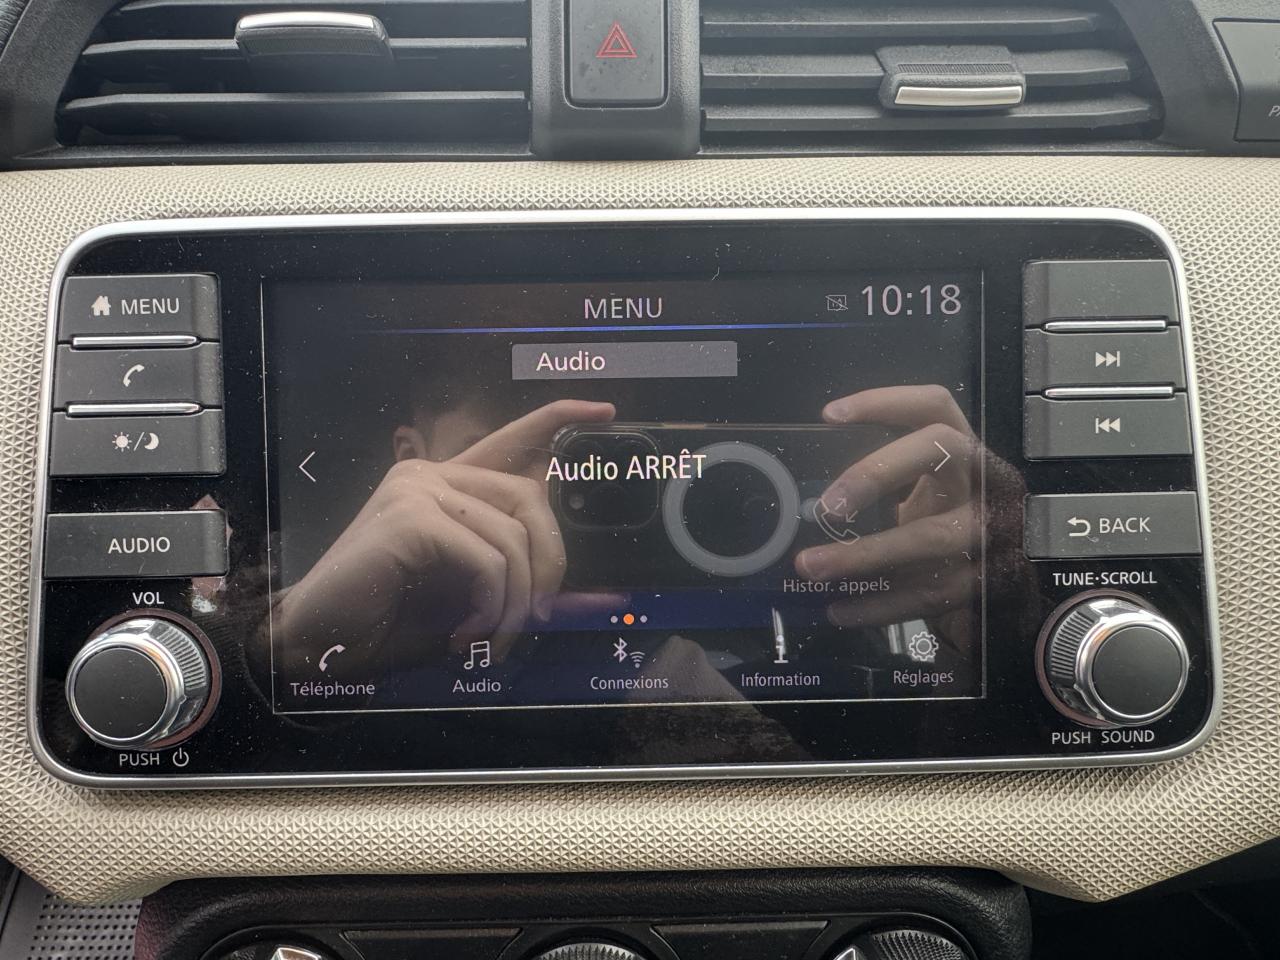 MENU
AUDIO
VOL
PUSH
MENU
10:18
Audio
Audio ARRÊT
Histor. appels
Téléphone
Audio
Connexions
Information
Réglages
BACK
TUNE·SCROLL
PUSH SOUND